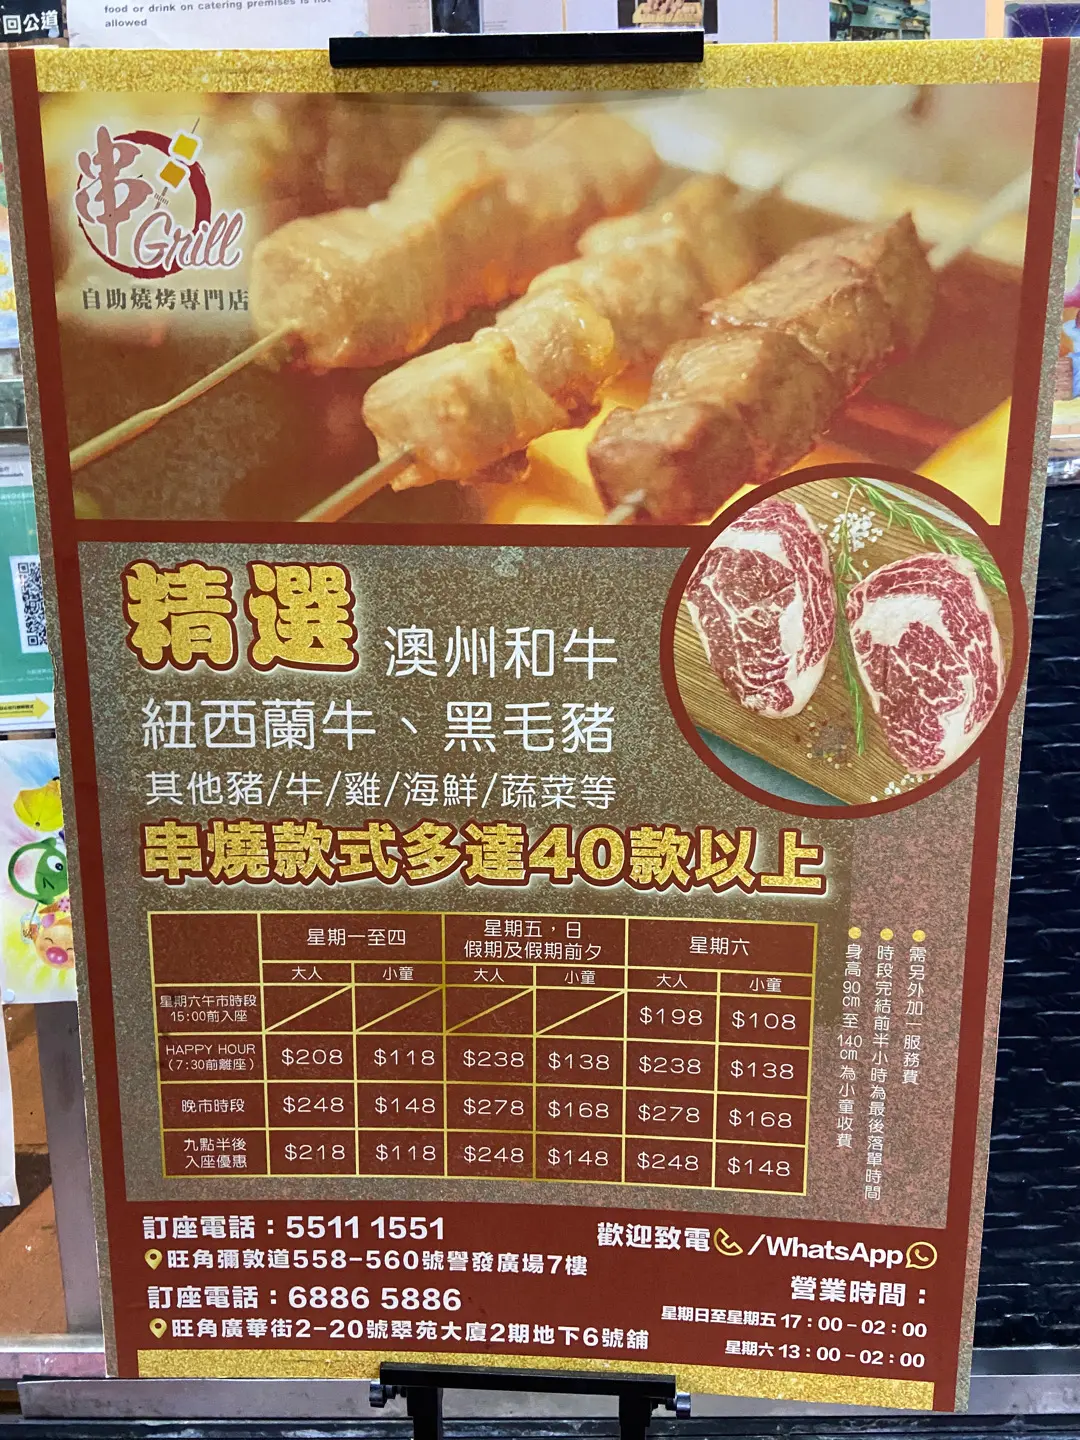 food or drink on catering premises is not
allowed
回公道
串
Grill
自助燒烤專門店
精選 澳州和牛
紐西蘭牛、黑毛豬
其他豬/牛/雞/海鮮/蔬菜等
串燒款式多達40款以上
星期一至四 星期五，日 假期及假期前夕 星期六
大人 小童 大人 小童 大人 小童
星期六午市時段 15:00前入座 $198 $108
HAPPY HOUR (7:30前離座) $208 $118 $238 $138 $238 $138
晚市時段 $248 $148 $278 $168 $278 $168
九點半後 入座優惠 $218 $118 $248 $148 $248 $148
需另外加一服務費
時段完結前半小時為最後落單時間
身高90cm至140cm為小童收費
訂座電話：5511 1551
旺角彌敦道558-560號譽發廣場7樓
訂座電話：6886 5886
旺角廣華街2-20號翠苑大廈2期地下6號舖
歡迎致電/WhatsApp
營業時間：
星期日至星期五 17：00-02：00
星期六 13：00-02：00